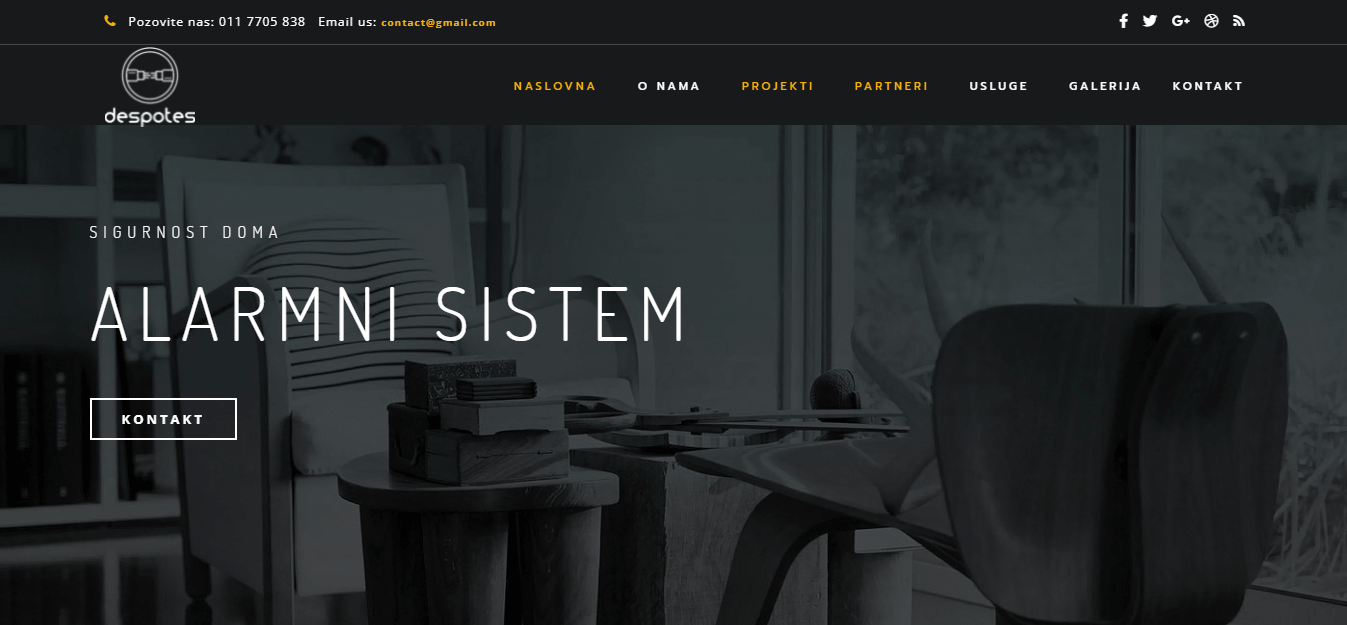 Pozovite nas: 011 7705 838 Email us: contact@gmail.com
despotes
NASLOVNA O NAMA PROJEKTI PARTNERI USLUGE GALERIJA KONTAKT
SIGURNOST DOMA
ALARMNI SISTEM
KONTAKT